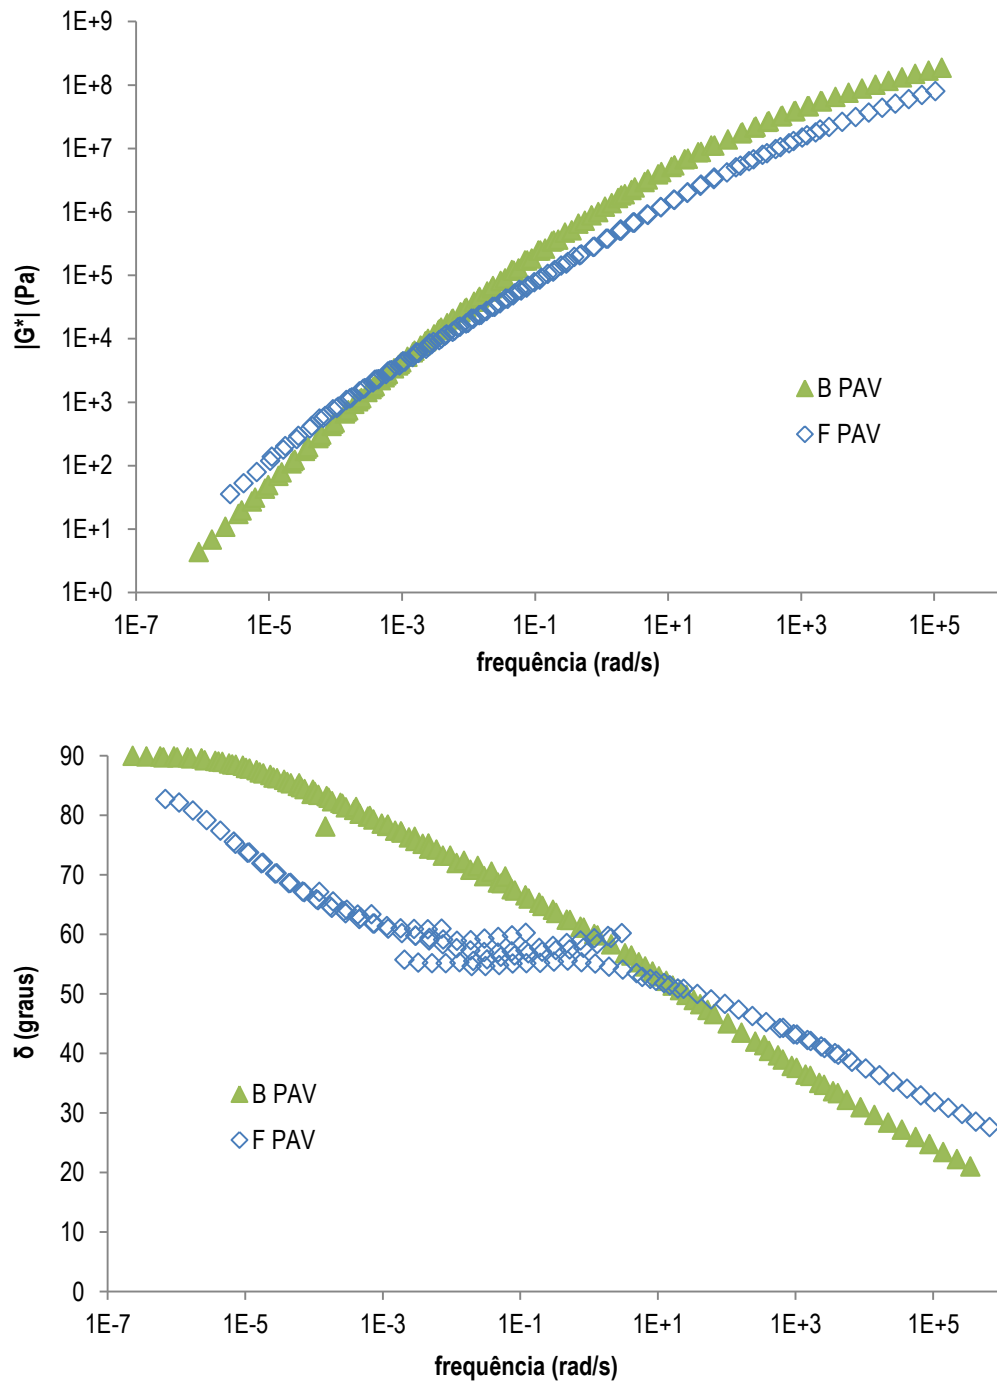 1E+9
1E+8
1E+7
1E+6
1E+5
1E+4
1E+3
1E+2
1E+1
1E+0
|G*| (Pa)
B PAV
F PAV
1E-7 1E-5 1E-3 1E-1 1E+1 1E+3 1E+5
frequência (rad/s)
90
80
70
60
50
40
30
20
10
0
δ (graus)
B PAV
F PAV
1E-7 1E-5 1E-3 1E-1 1E+1 1E+3 1E+5
frequência (rad/s)